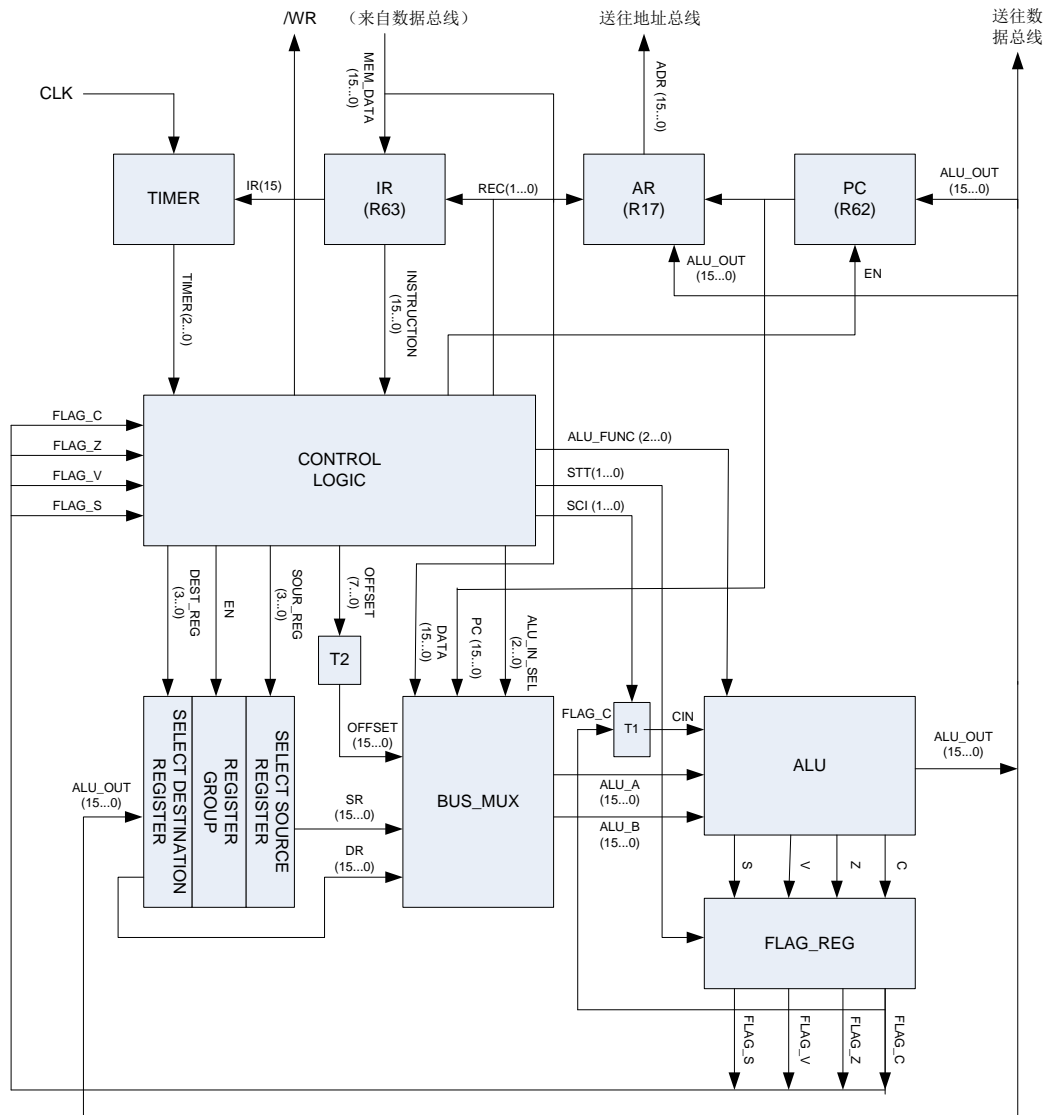 /WR
（来自数据总线）
送往地址总线
送往数
据总线
MEM_DATA
(15...0)
ADR (15...0)
CLK
TIMER
IR(15)
IR
(R63)
REC(1...0)
AR
(R17)
PC
(R62)
ALU_OUT
(15...0)
ALU_OUT
(15...0)
EN
TIMER(2...0)
INSTRUCTION
(15...0)
FLAG_C
FLAG_Z
FLAG_V
FLAG_S
CONTROL
LOGIC
ALU_FUNC (2...0)
STT(1...0)
SCI (1...0)
DEST_REG
(3...0)
EN
SOUR_REG
(3...0)
OFFSET
(7...0)
DATA
(15...0)
PC (15...0)
ALU_IN_SEL
(2...0)
T2
OFFSET
(15...0)
FLAG_C
T1
CIN
ALU
ALU_OUT
(15...0)
ALU_OUT
(15...0)
SELECT DESTINATION
REGISTER
REGISTER
GROUP
SELECT SOURCE
REGISTER
SR
(15...0)
DR
(15...0)
BUS_MUX
ALU_A
(15...0)
ALU_B
(15...0)
S
V
Z
C
FLAG_REG
FLAG_S
FLAG_V
FLAG_Z
FLAG_C